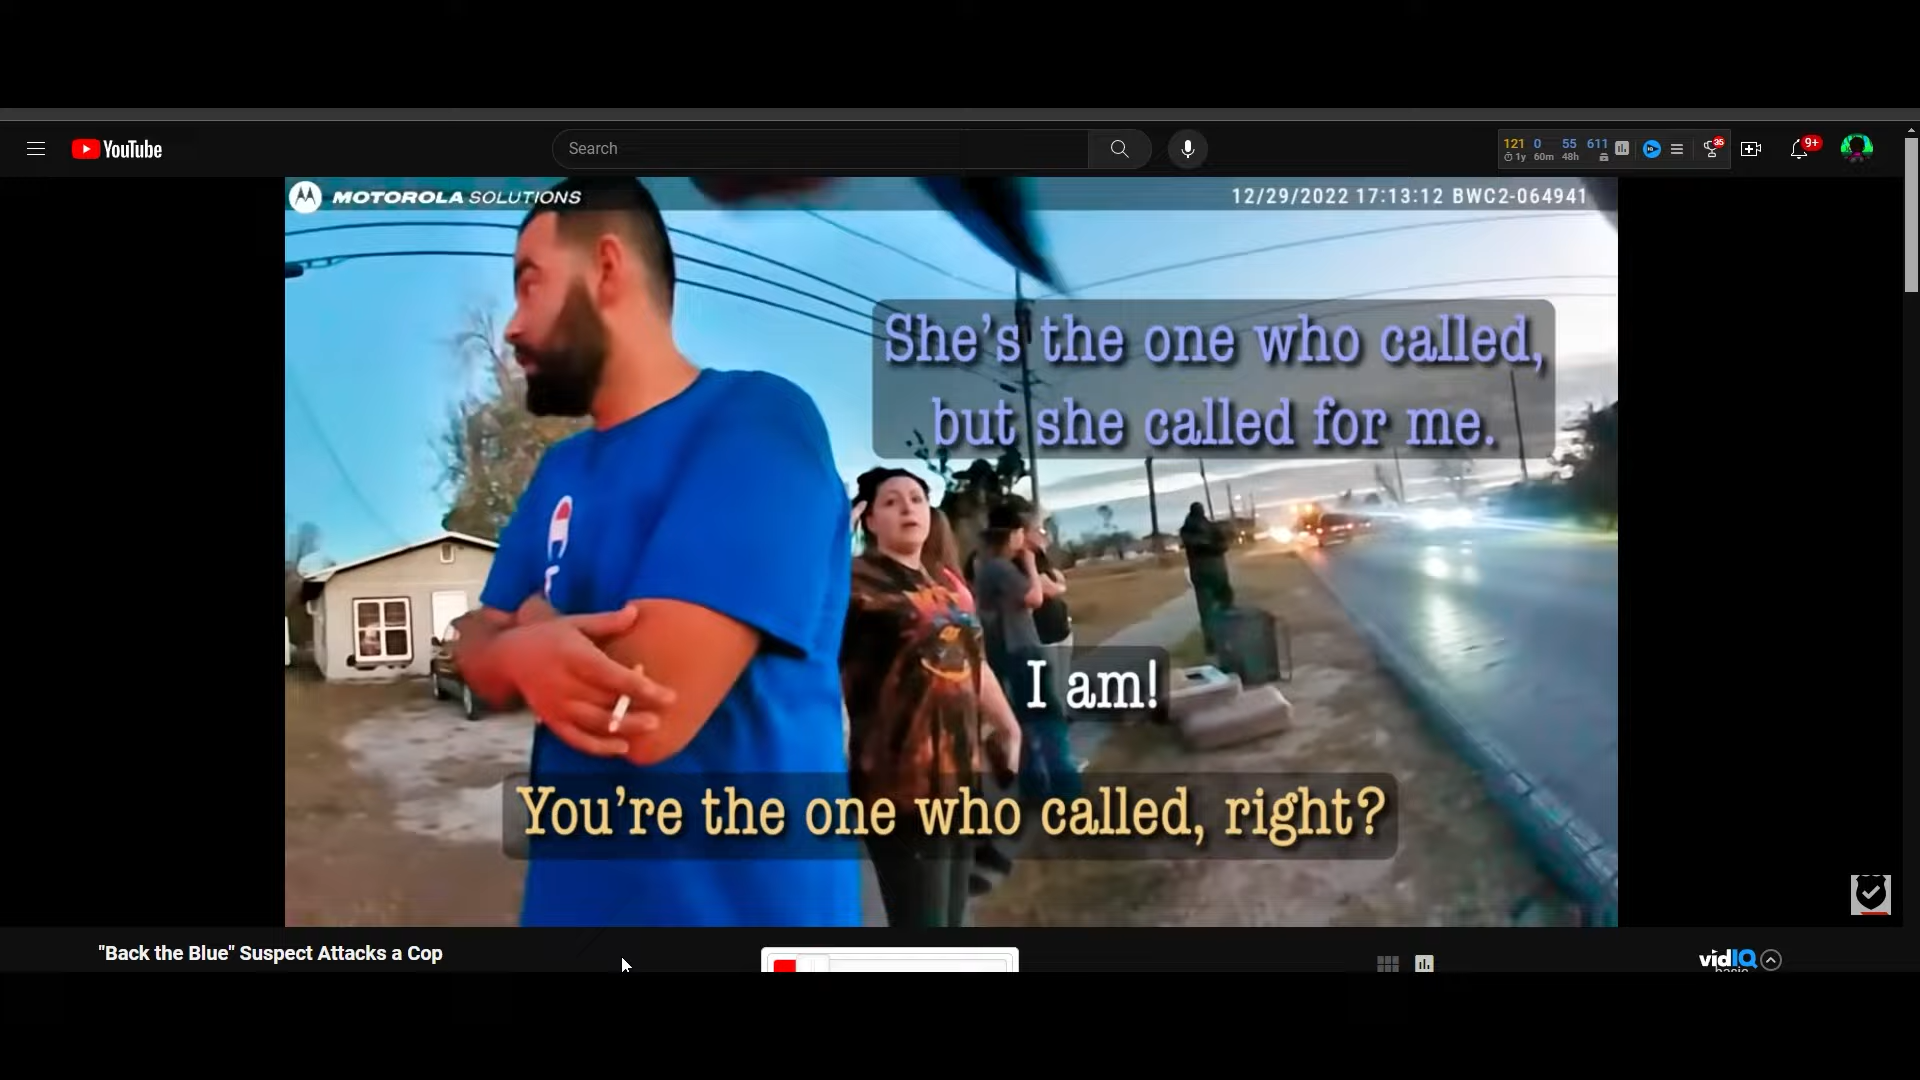 YouTube
Search
121 0 55 611
1y 60m 48h
35
9+
MOTOROLA SOLUTIONS
12/29/2022 17:13:12 BWC2-064941
She's the one who called,
but she called for me.
I am!
You're the one who called, right?
"Back the Blue" Suspect Attacks a Cop
vidIQ
basic